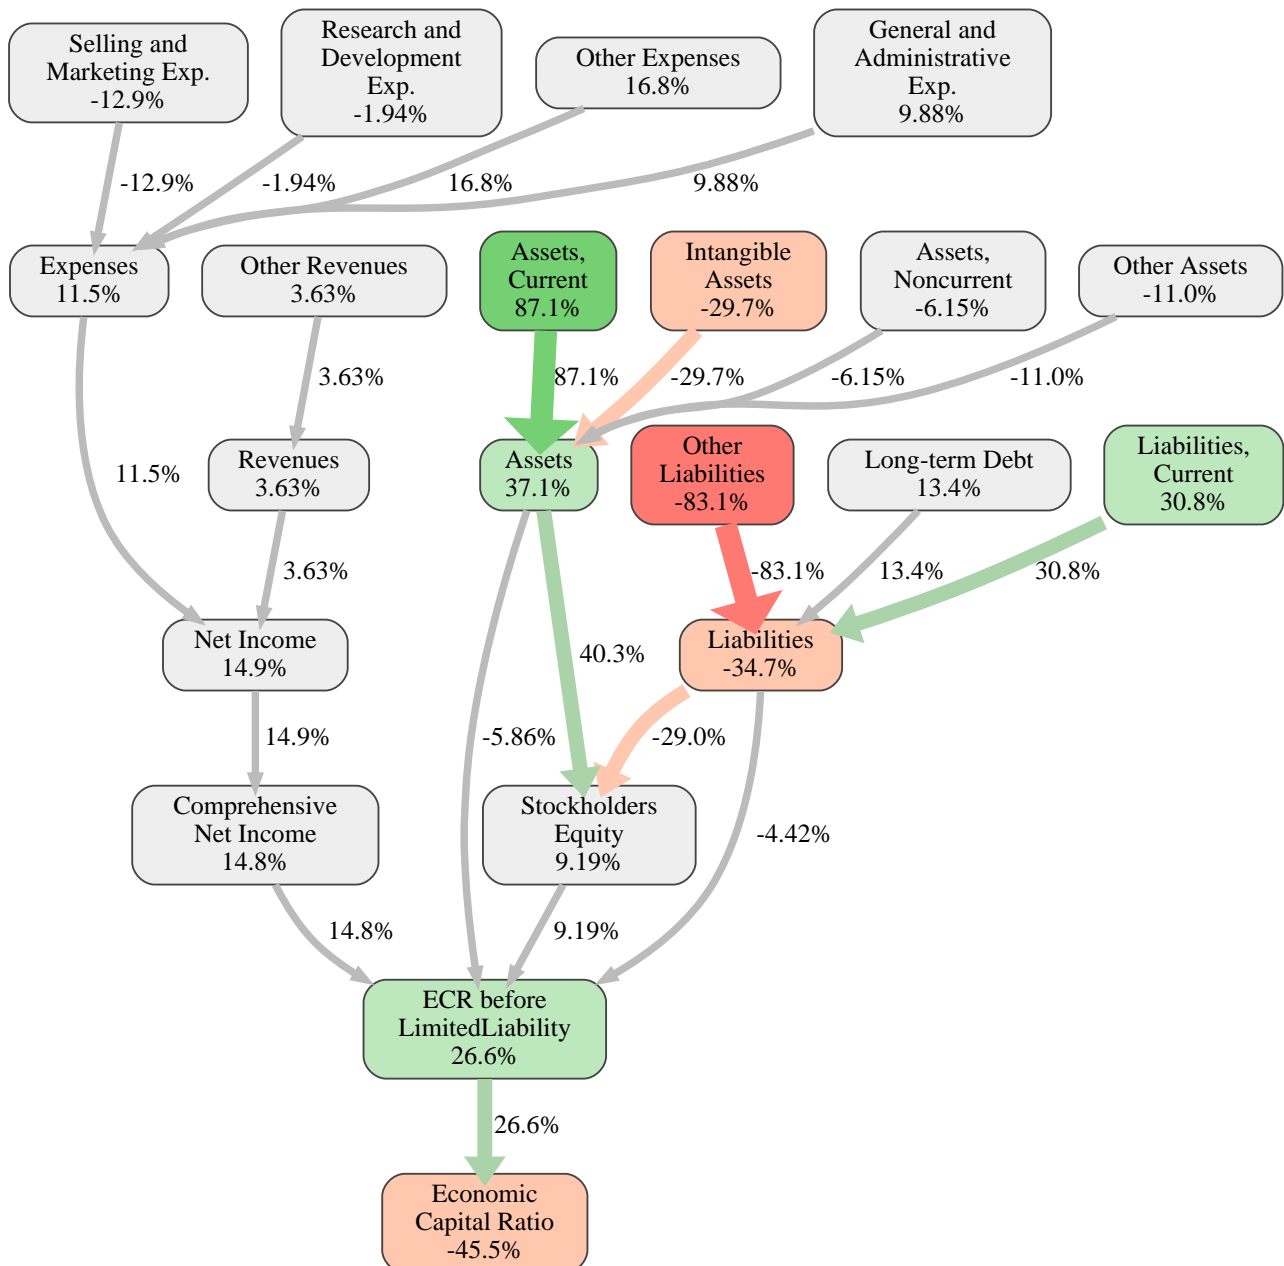 Selling and
Marketing Exp.
-12.9%
Research and
Development
Exp.
-1.94%
Other Expenses
16.8%
General and
Administrative
Exp.
9.88%
-12.9%
-1.94%
16.8%
9.88%
Expenses
11.5%
Other Revenues
3.63%
Assets,
Current
87.1%
Intangible
Assets
-29.7%
Assets,
Noncurrent
-6.15%
Other Assets
-11.0%
3.63%
87.1%
-29.7%
-6.15%
-11.0%
11.5%
Revenues
3.63%
Assets
37.1%
Other
Liabilities
-83.1%
Long-term Debt
13.4%
Liabilities,
Current
30.8%
3.63%
-83.1%
13.4%
30.8%
Net Income
14.9%
40.3%
Liabilities
-34.7%
14.9%
-5.86%
-29.0%
Comprehensive
Net Income
14.8%
Stockholders
Equity
9.19%
-4.42%
14.8%
9.19%
ECR before
LimitedLiability
26.6%
26.6%
Economic
Capital Ratio
-45.5%